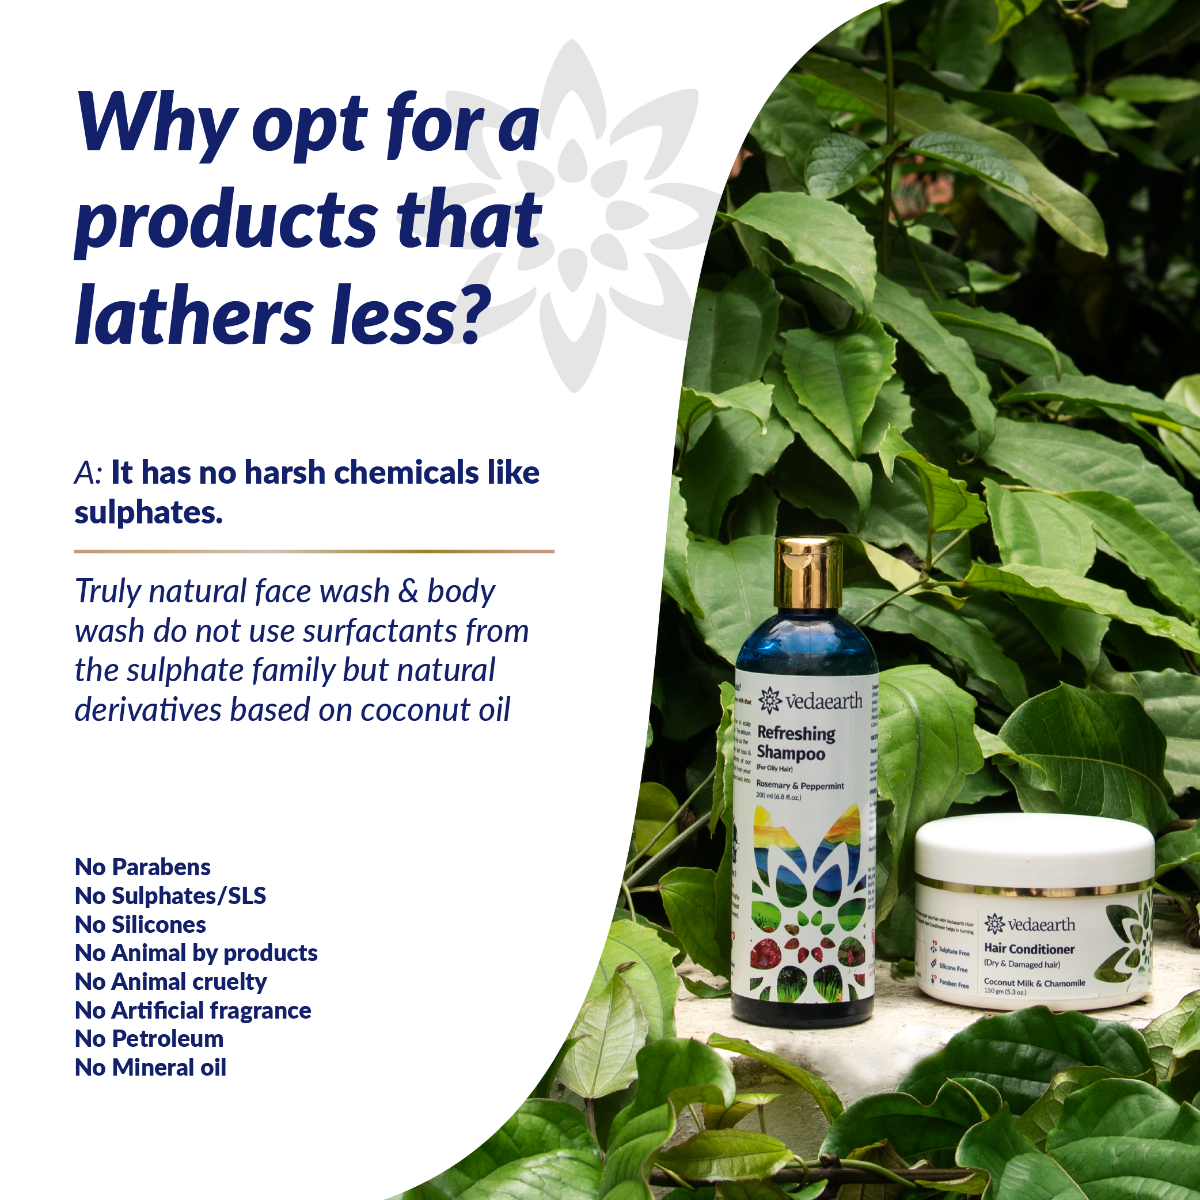 Why opt for a
products that
lathers less?
A: It has no harsh chemicals like
sulphates.
Truly natural face wash & body
wash do not use surfactants from
the sulphate family but natural
derivatives based on coconut oil
No Parabens
No Sulphates/SLS
No Silicones
No Animal by products
No Animal cruelty
No Artificial fragrance
No Petroleum
No Mineral oil
vedaearth
Refreshing
Shampoo
(For Oily Hair)
Rosemary & Peppermint
200 ml (6.8 fl.oz.)
vedaearth
Hair Conditioner
(Dry & Damaged hair)
Coconut Milk & Chamomile
150 gm (5.3 oz.)
Sulphate Free
Silicone Free
Paraben Free